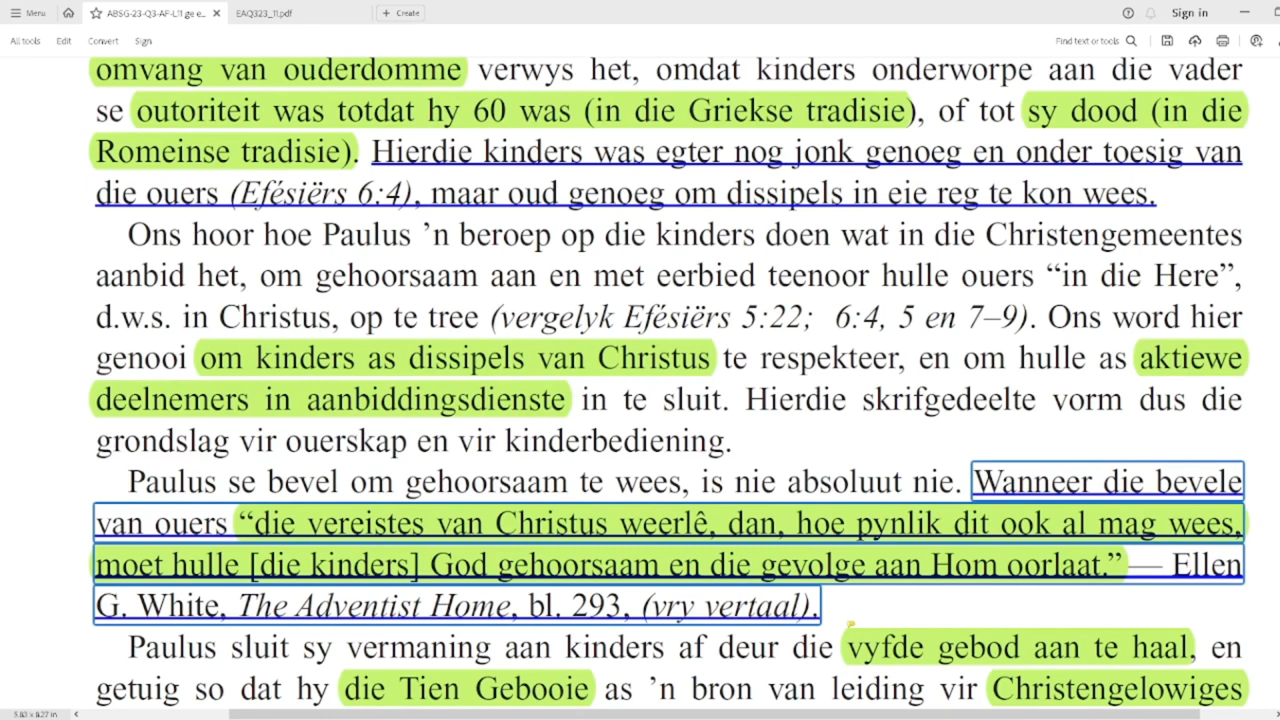 Menu
ABSG-23-Q3-AF-L11 ge e...
EAQ323_11.pdf
+ Create
Sign in
All tools Edit Convert Sign
Find text or tools
omvang van ouderdomme verwys het, omdat kinders onderworpe aan die vader
se outoriteit was totdat hy 60 was (in die Griekse tradisie), of tot sy dood (in die
Romeinse tradisie). Hierdie kinders was egter nog jonk genoeg en onder toesig van
die ouers (Efésiërs 6:4), maar oud genoeg om dissipels in eie reg te kon wees.
Ons hoor hoe Paulus ’n beroep op die kinders doen wat in die Christengemeentes
aanbid het, om gehoorsaam aan en met eerbied teenoor hulle ouers “in die Here”,
d.w.s. in Christus, op te tree (vergelyk Efésiërs 5:22; 6:4, 5 en 7–9). Ons word hier
genooi om kinders as dissipels van Christus te respekteer, en om hulle as aktiewe
deelnemers in aanbiddingsdienste in te sluit. Hierdie skrifgedeelte vorm dus die
grondslag vir ouerskap en vir kinderbediening.
Paulus se bevel om gehoorsaam te wees, is nie absoluut nie. Wanneer die bevele
van ouers “die vereistes van Christus weerlê, dan, hoe pynlik dit ook al mag wees,
moet hulle [die kinders] God gehoorsaam en die gevolge aan Hom oorlaat.”— Ellen
G. White, The Adventist Home, bl. 293, (vry vertaal).
Paulus sluit sy vermaning aan kinders af deur die vyfde gebod aan te haal, en
getuig so dat hy die Tien Gebooie as ’n bron van leiding vir Christengelowiges
5.83 x 8.27 in